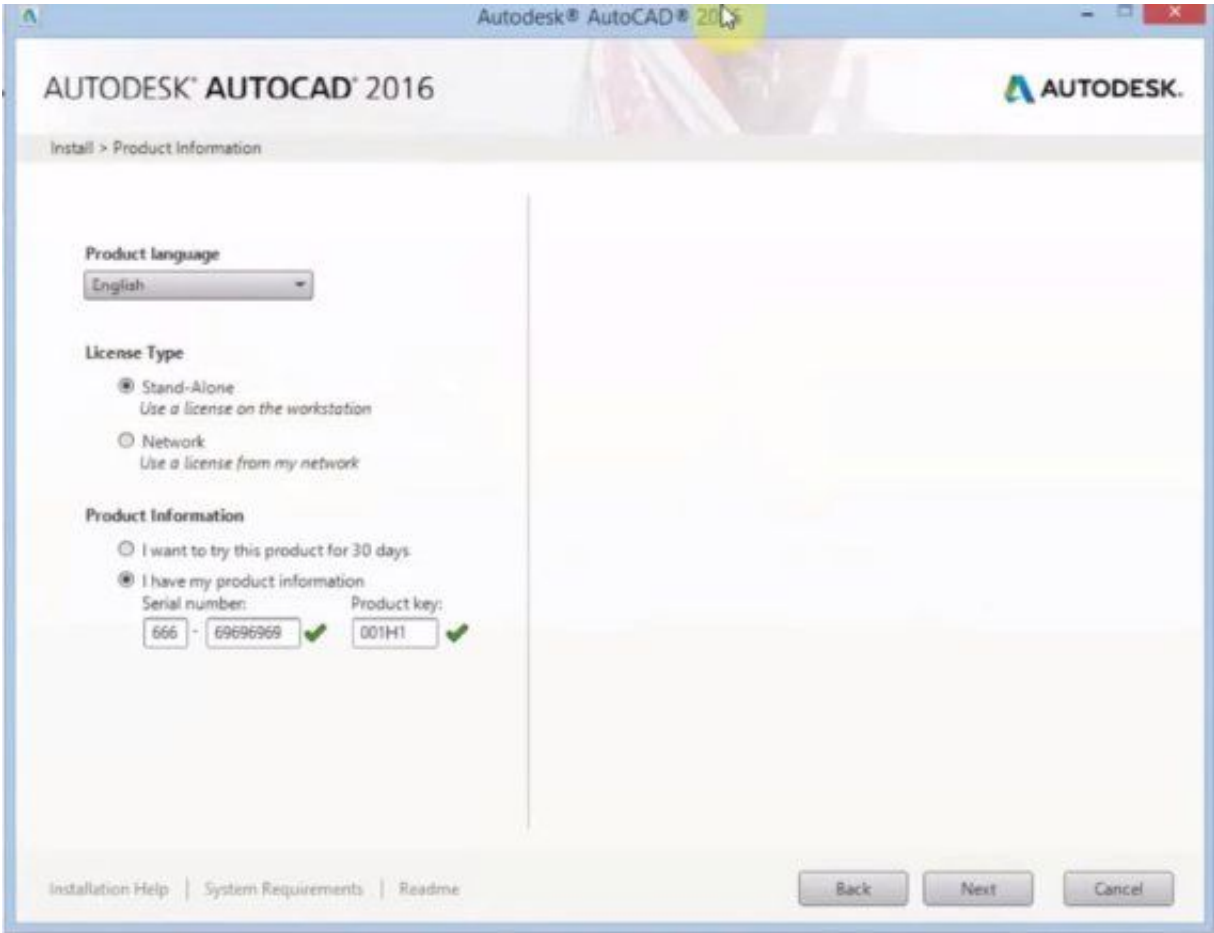 Autodesk® AutoCAD® 2016
AUTODESK® AUTOCAD® 2016
AUTODESK.
Install > Product Information
Product language
English
License Type
Stand-Alone
Use a license on the workstation
Network
Use a license from my network
Product Information
I want to try this product for 30 days
I have my product information
Serial number: Product key:
666 - 69696969 001H1
Installation Help | System Requirements | Readme
Back Next Cancel